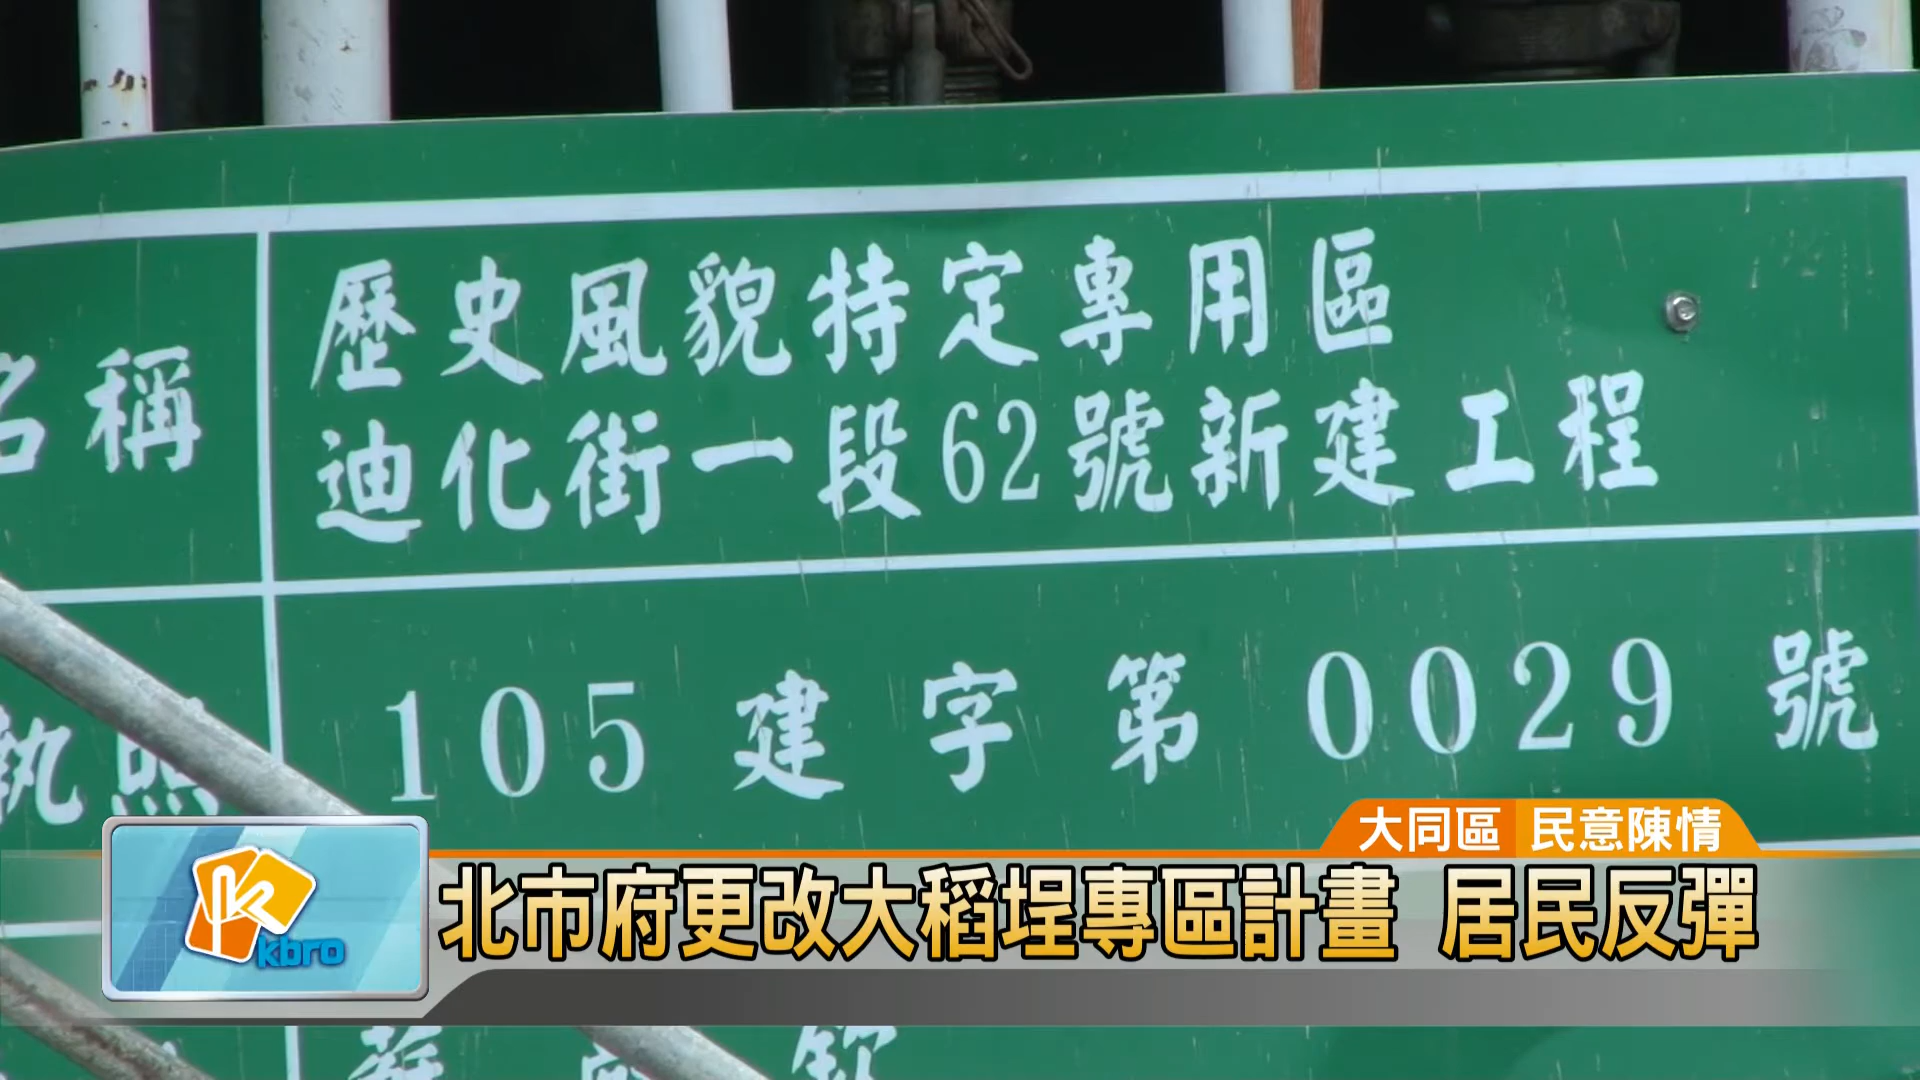 名稱
歷史風貌特定專用區
迪化街一段62號新建工程
執照
105 建字第 0029 號
大同區 民意陳情
kbro
北市府更改大稻埕專區計畫 居民反彈